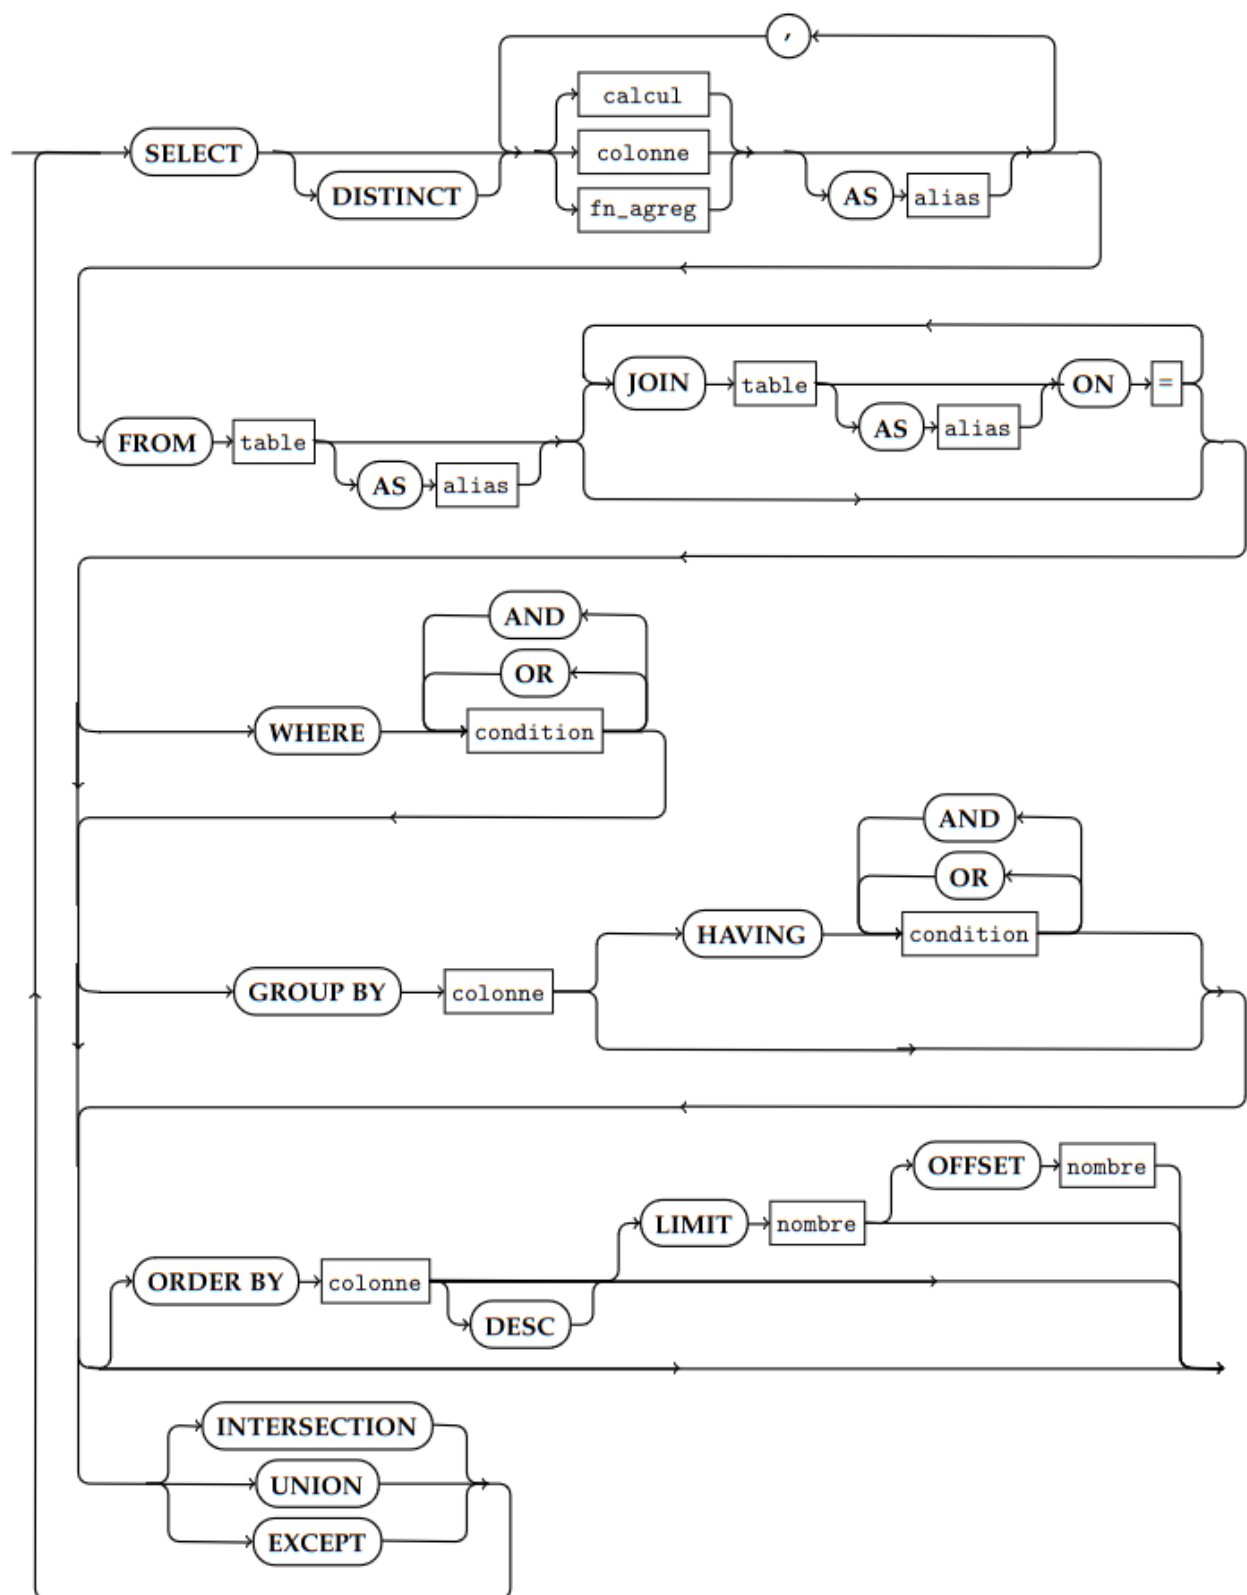 ,
calcul
SELECT colonne
DISTINCT AS alias
fn_agreg
JOIN table ON =
AS alias
FROM table
AS alias
AND
OR
WHERE condition
AND
OR
HAVING condition
GROUP BY colonne
OFFSET nombre
LIMIT nombre
ORDER BY colonne
DESC
INTERSECTION
UNION
EXCEPT